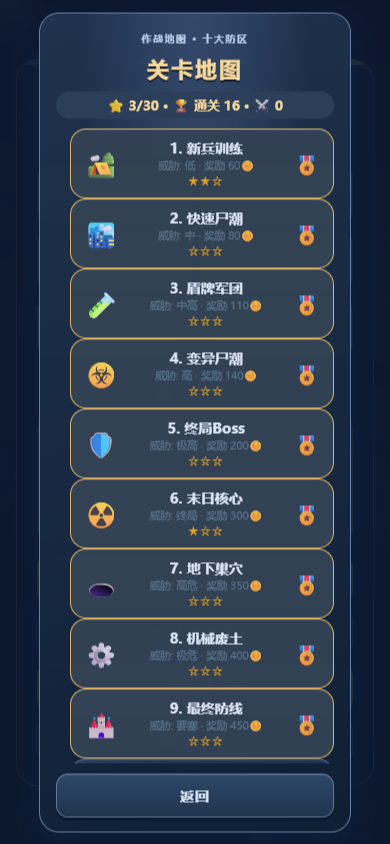 作战地图 • 十大防区
关卡地图
3/30 • 通关 16 • 0
1. 新兵训练
威胁: 低 · 奖励 60
★★☆
2. 快速尸潮
威胁: 中 · 奖励 80
☆☆☆
3. 盾牌军团
威胁: 中高 · 奖励 110
☆☆☆
4. 变异尸潮
威胁: 高 · 奖励 140
☆☆☆
5. 终局Boss
威胁: 极高 · 奖励 200
☆☆☆
6. 末日核心
威胁: 终局 · 奖励 300
★☆☆
7. 地下巢穴
威胁: 高危 · 奖励 350
☆☆☆
8. 机械废土
威胁: 极危 · 奖励 400
☆☆☆
9. 最终防线
威胁: 要塞 · 奖励 450
☆☆☆
返回